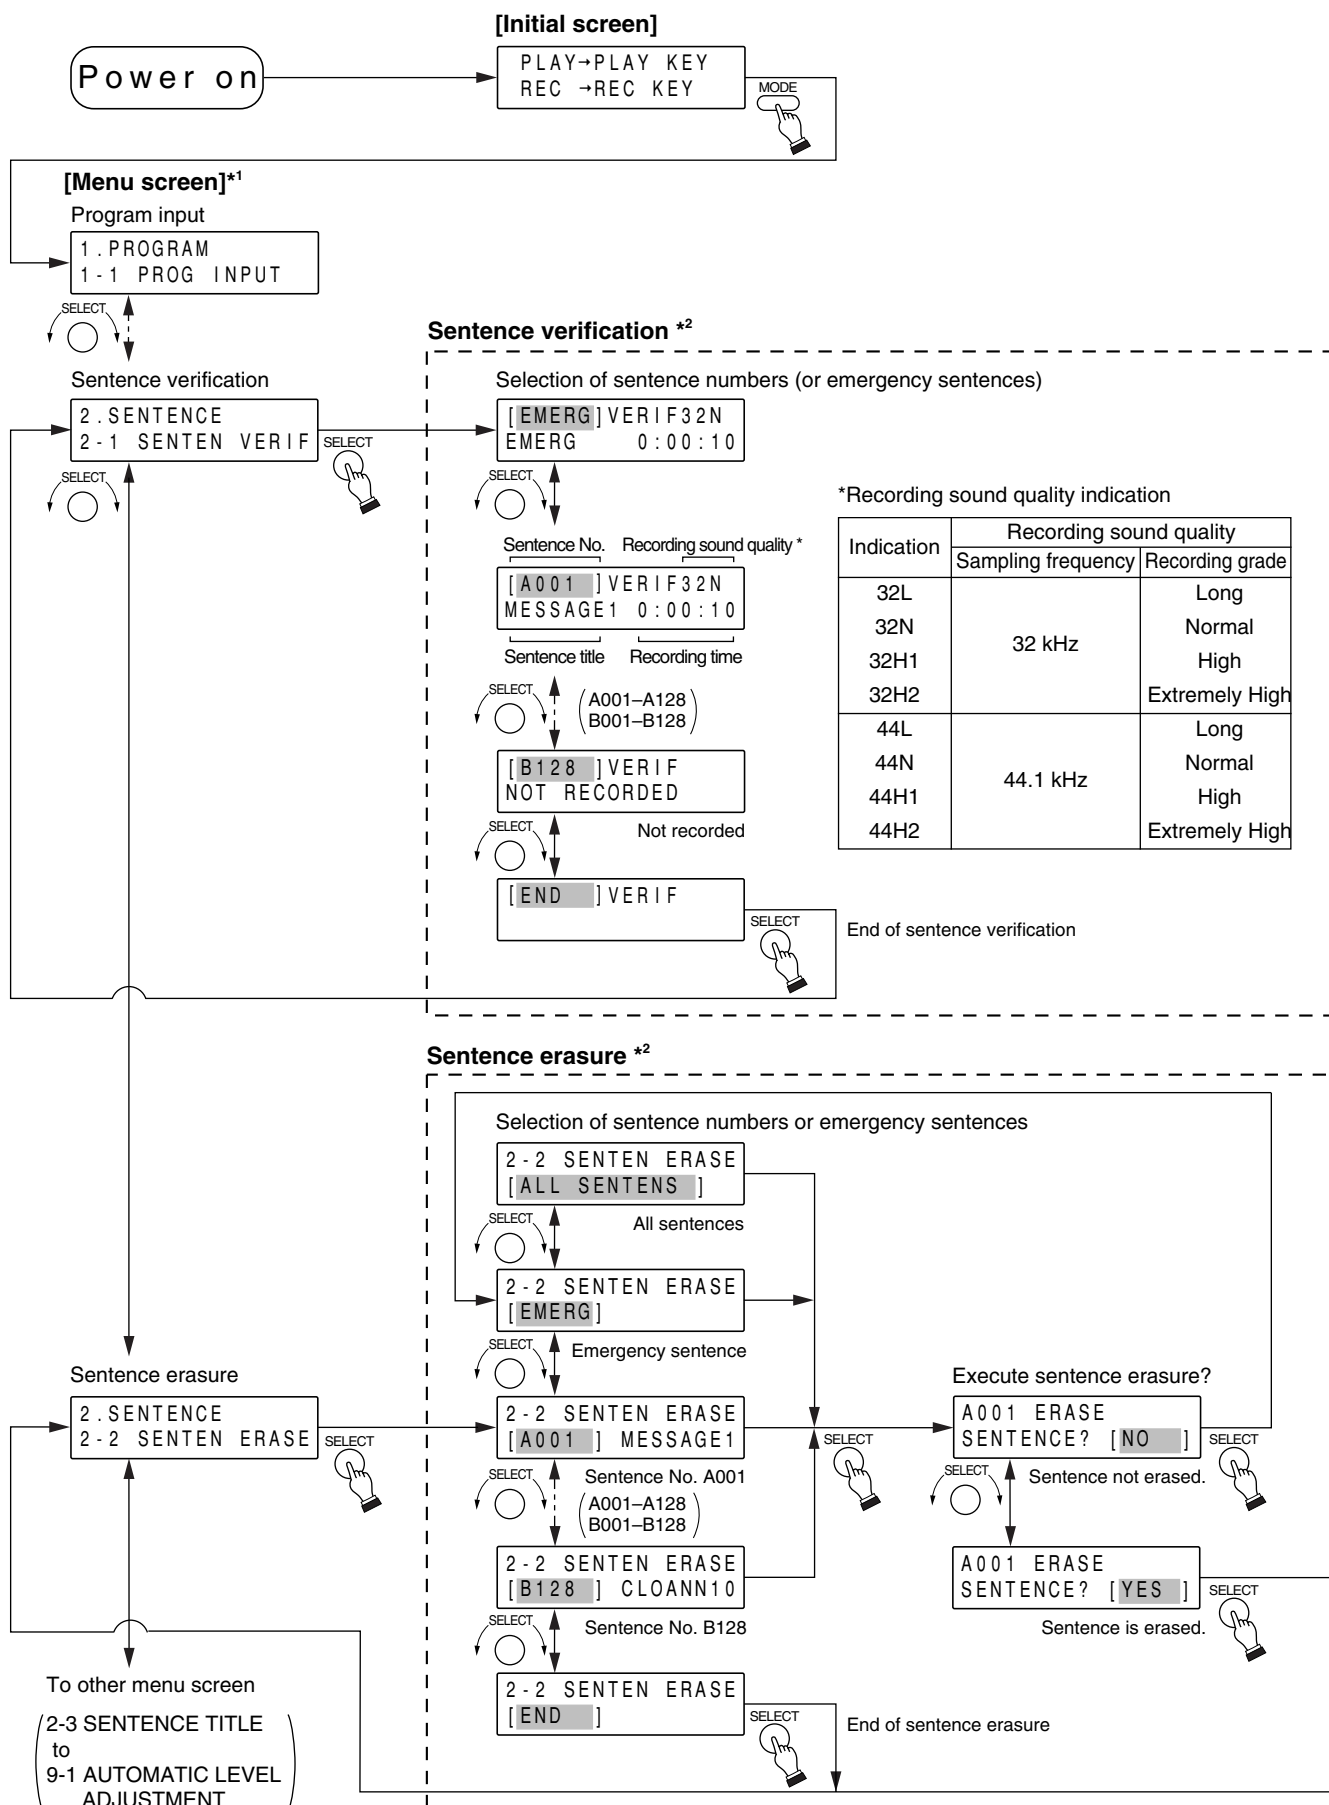 [Initial screen]
Power on
PLAY→PLAY KEY
REC →REC KEY
MODE
[Menu screen]*1
Program input
1.PROGRAM
1-1 PROG INPUT
SELECT
Sentence verification *2
Sentence verification
2.SENTENCE
2-1 SENTEN VERIF
SELECT
SELECT
Selection of sentence numbers (or emergency sentences)
[EMERG]VERIF32N
EMERG 0:00:10
SELECT
Sentence No. Recording sound quality *
[A001 ]VERIF32N
MESSAGE1 0:00:10
Sentence title Recording time
SELECT
(A001–A128
B001–B128)
[B128 ]VERIF
NOT RECORDED
SELECT
Not recorded
[END ]VERIF
SELECT
End of sentence verification
*Recording sound quality indication
Indication Recording sound quality
Sampling frequency Recording grade
32L Long
32N Normal
32 kHz
32H1 High
32H2 Extremely High
44L Long
44N Normal
44.1 kHz
44H1 High
44H2 Extremely High
Sentence erasure *2
Selection of sentence numbers or emergency sentences
2-2 SENTEN ERASE
[ALL SENTENS ]
SELECT
All sentences
2-2 SENTEN ERASE
[EMERG]
SELECT
Emergency sentence
Sentence erasure
2.SENTENCE
2-2 SENTEN ERASE
SELECT
2-2 SENTEN ERASE
[A001 ] MESSAGE1
SELECT
SELECT
Sentence No. A001
(A001–A128
B001–B128)
2-2 SENTEN ERASE
[B128 ] CLOANN10
SELECT
Sentence No. B128
2-2 SENTEN ERASE
[END ]
SELECT
End of sentence erasure
Execute sentence erasure?
A001 ERASE
SENTENCE? [NO ]
SELECT
SELECT
Sentence not erased.
A001 ERASE
SENTENCE? [YES ]
SELECT
Sentence is erased.
To other menu screen
(2-3 SENTENCE TITLE
to
9-1 AUTOMATIC LEVEL
ADJUSTMENT)